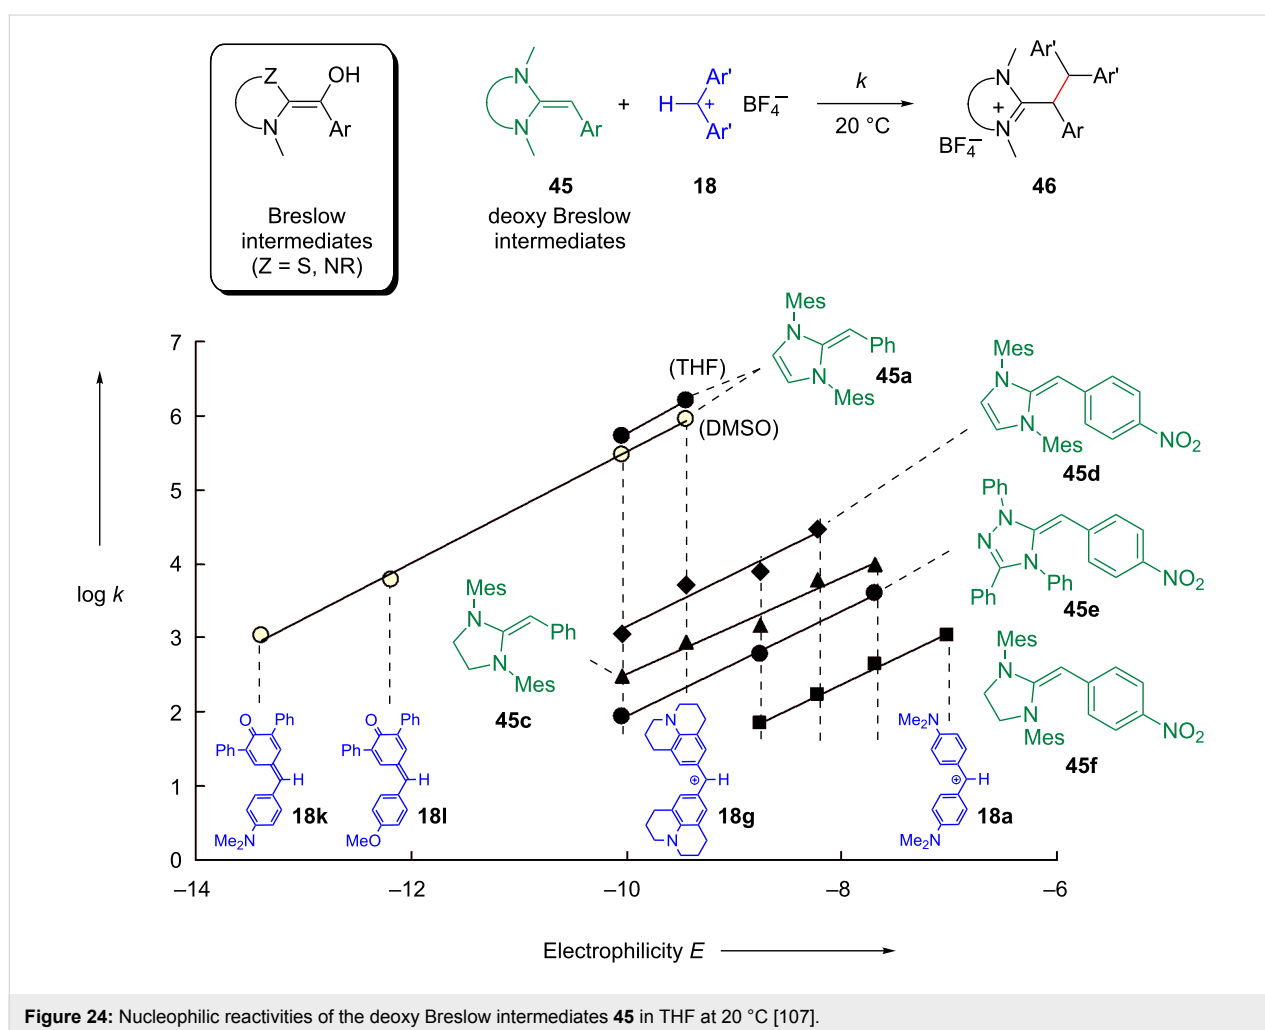 Z
OH
N
Ar
Breslow
intermediates
(Z = S, NR)
N
N
Ar
45
deoxy Breslow
intermediates
+
H
Ar'
+
Ar'
BF4−
18
k
20 °C
Ar'
N
Ar'
+
N
Ar
BF4−
46
7
6
5
4
3
2
1
0
−14
−12
−10
−8
−6
log k
Electrophilicity E
(THF)
(DMSO)
Mes
N
Ph
N
Mes
45a
Mes
N
N
Mes
NO2
45d
Ph
N
N
N
Ph
Ph
NO2
45e
Mes
N
N
Mes
NO2
45f
Mes
N
Ph
N
Mes
45c
O
Ph
Ph
H
Me2N
18k
O
Ph
Ph
H
MeO
18l
N
⊕
H
N
18g
Me2N
⊕
H
Me2N
18a
Figure 24: Nucleophilic reactivities of the deoxy Breslow intermediates 45 in THF at 20 °C [107].